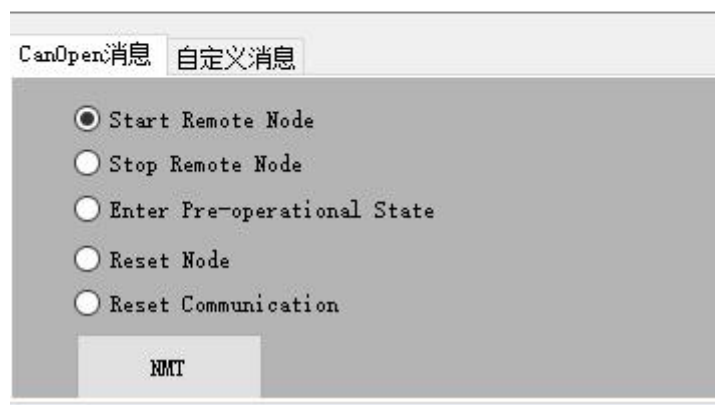 CanOpen消息 自定义消息
Start Remote Node
Stop Remote Node
Enter Pre-operational State
Reset Node
Reset Communication
NMT